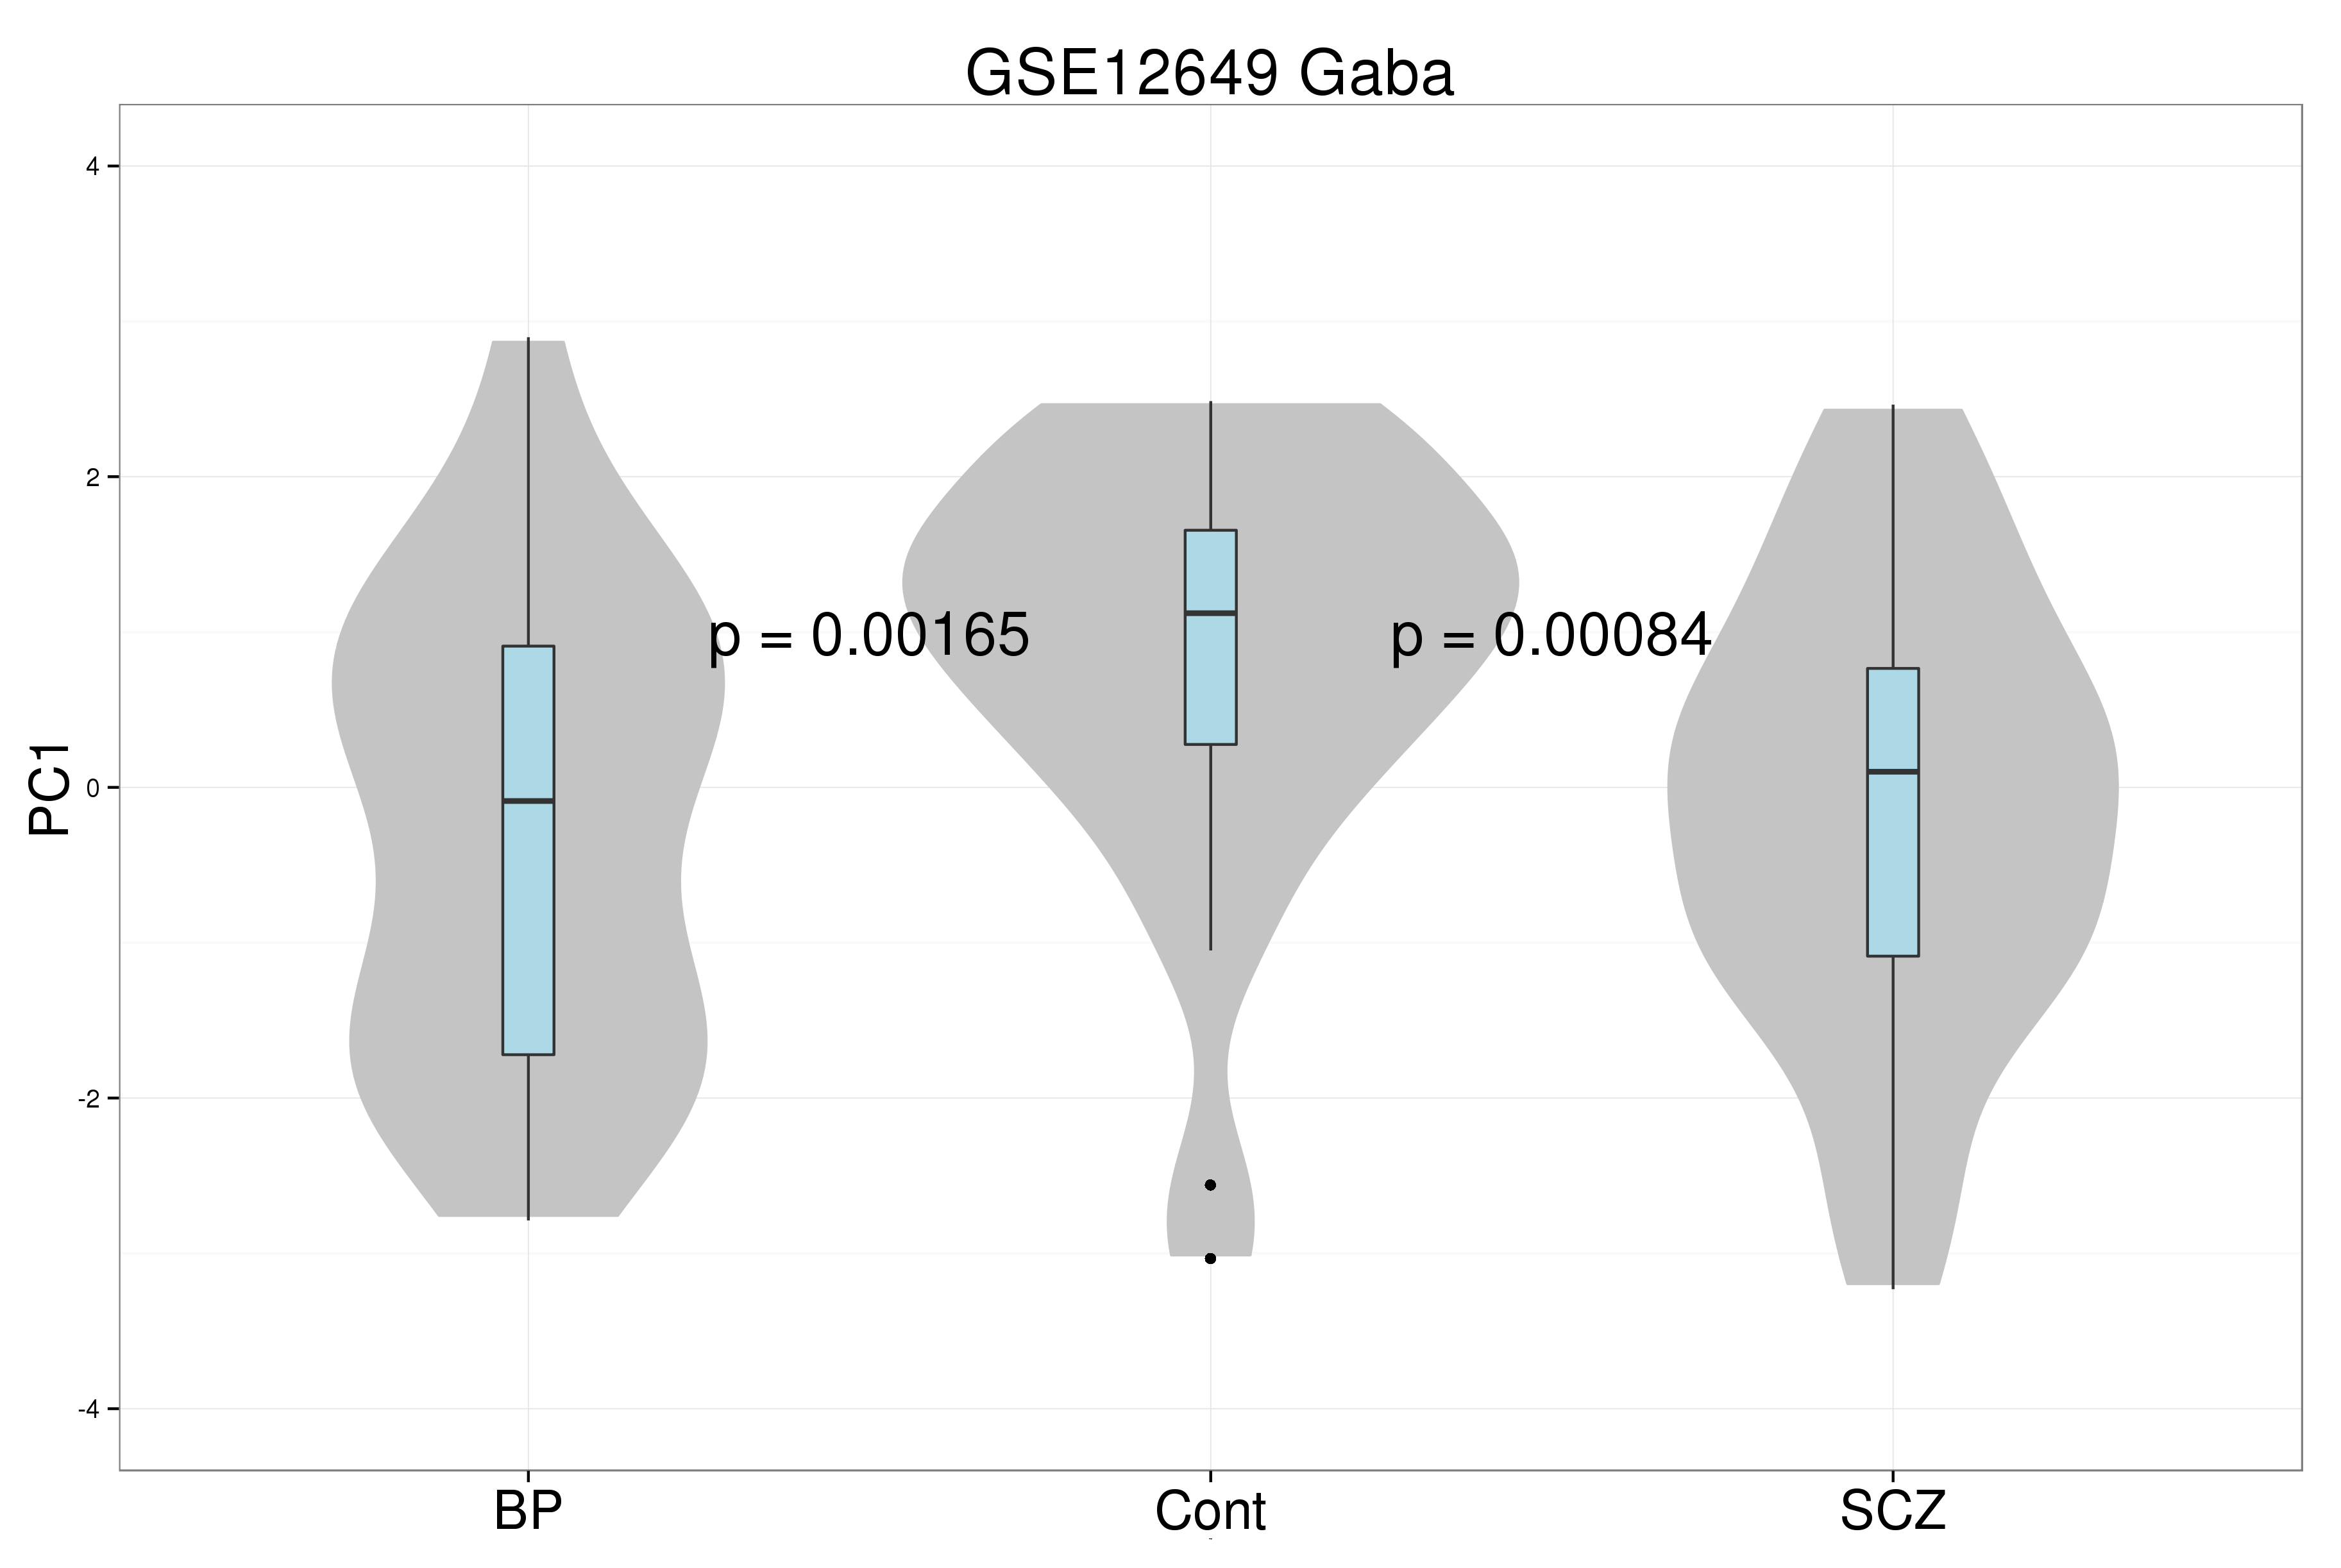 GSE12649 Gaba
4
2
0
-2
-4
PC1
p = 0.00165
p = 0.00084
BP
Cont
SCZ